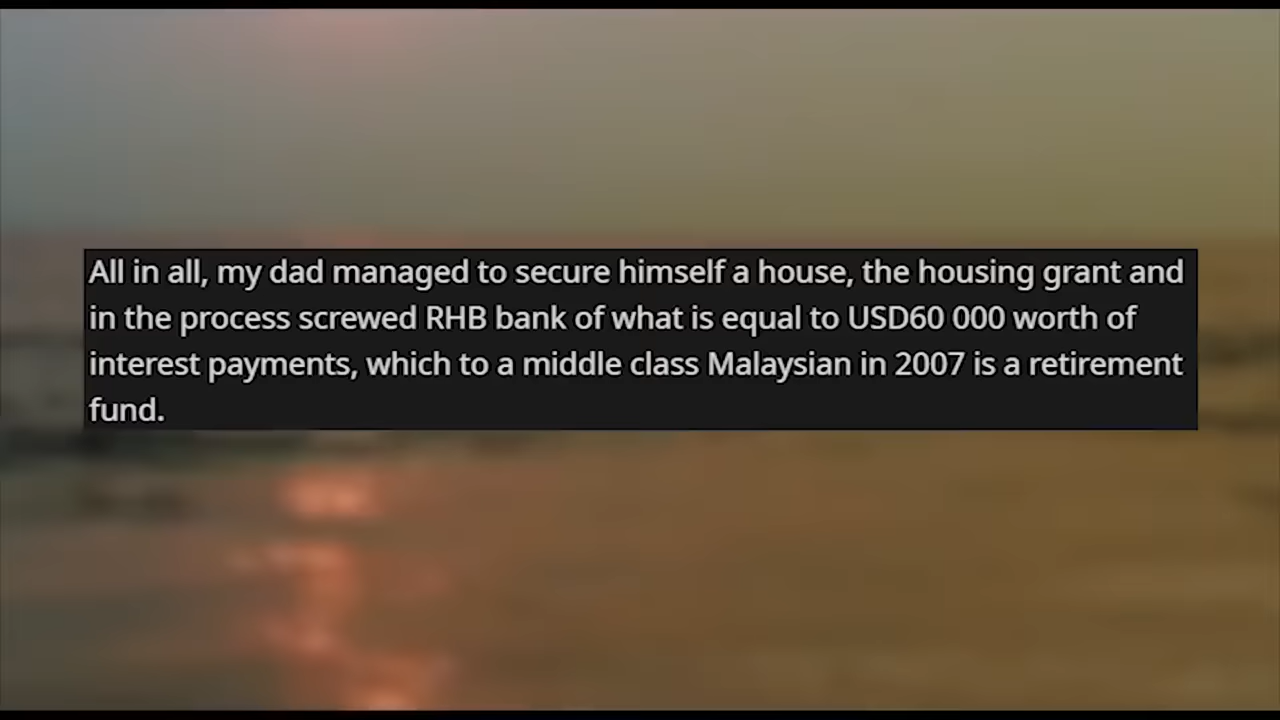 All in all, my dad managed to secure himself a house, the housing grant and
in the process screwed RHB bank of what is equal to USD60 000 worth of
interest payments, which to a middle class Malaysian in 2007 is a retirement
fund.